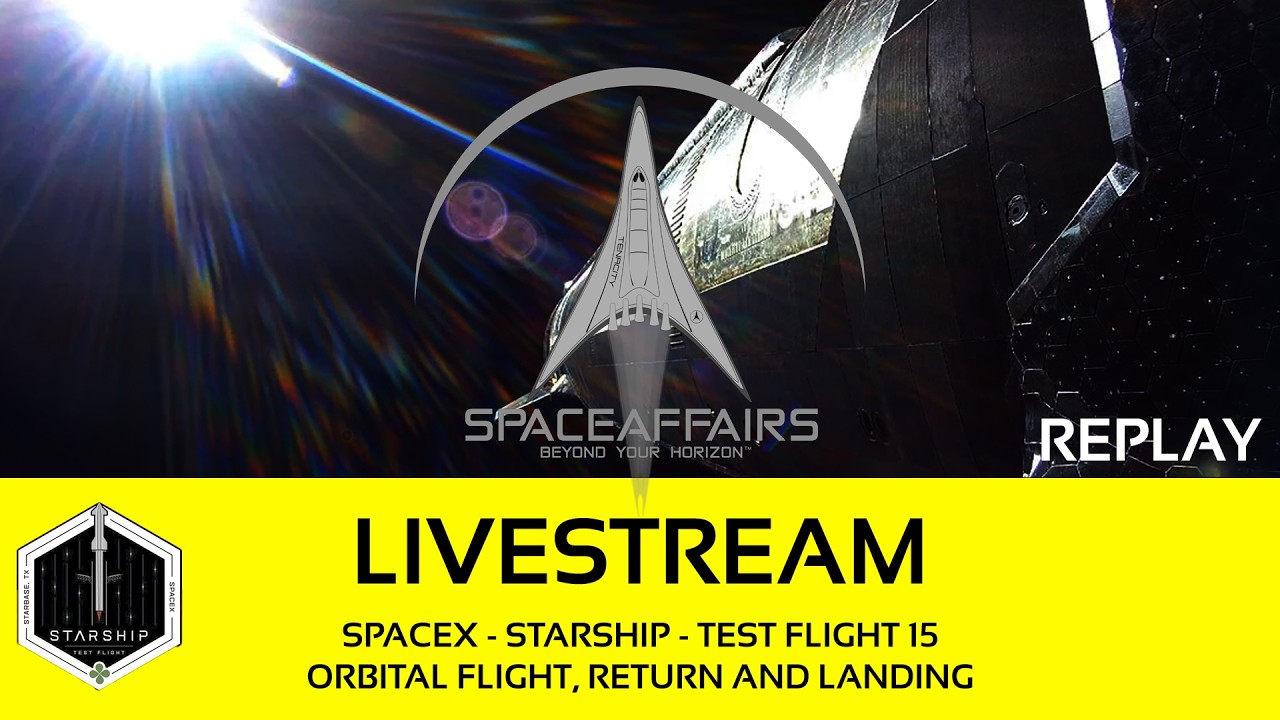 TENACITY
SPACEAFFAIRS
BEYOND YOUR HORIZON™
REPLAY
LIVESTREAM
SPACEX - STARSHIP - TEST FLIGHT 15
ORBITAL FLIGHT, RETURN AND LANDING
STARBASE, TX
SPACEX
STARSHIP
TEST FLIGHT